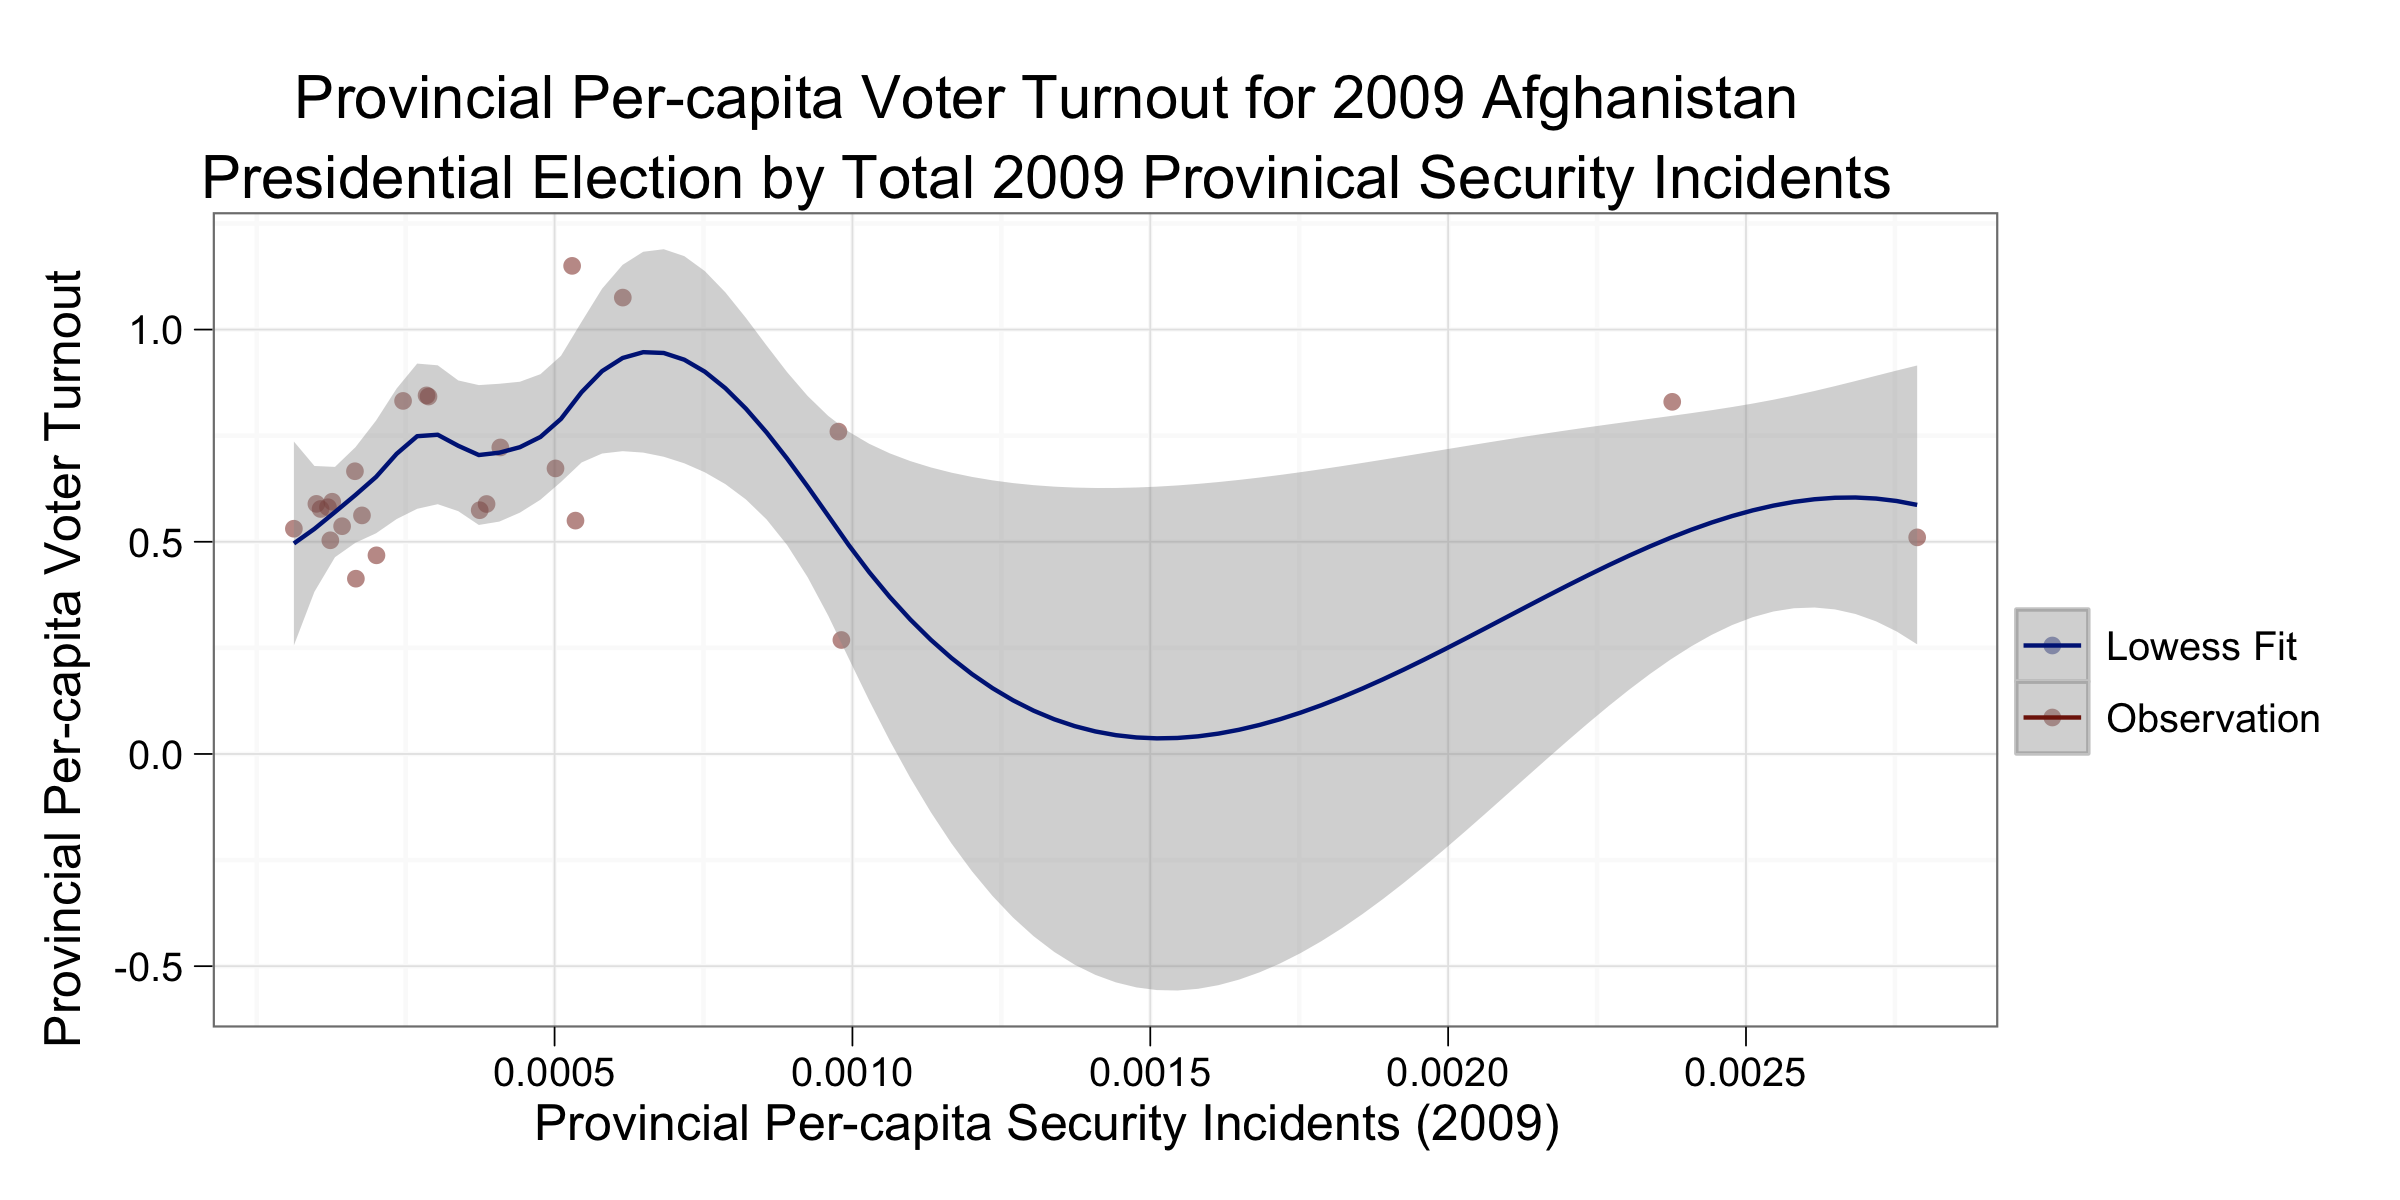 Provincial Per-capita Voter Turnout for 2009 Afghanistan
Presidential Election by Total 2009 Provinical Security Incidents
Provincial Per-capita Voter Turnout
1.0
0.5
0.0
-0.5
0.0005
0.0010
0.0015
0.0020
0.0025
Provincial Per-capita Security Incidents (2009)
Lowess Fit
Observation